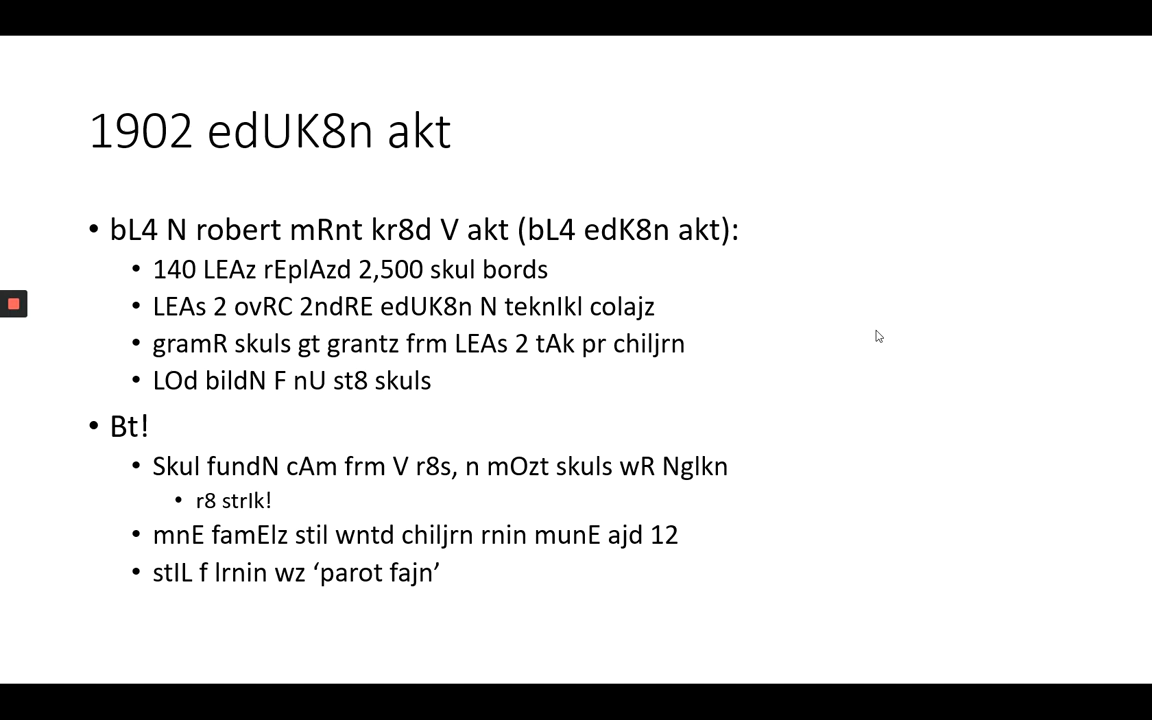 1902 edUK8n akt
• bL4 N robert mRnt kr8d V akt (bL4 edK8n akt):
• 140 LEAz rEplAzd 2,500 skul bords
• LEAs 2 ovRC 2ndRE edUK8n N teknIkl colajz
• gramR skuls gt grantz frm LEAs 2 tAk pr chiljrn
• LOd bildN F nU st8 skuls
• Bt!
• Skul fundN cAm frm V r8s, n mOzt skuls wR Nglkn
• r8 strIk!
• mnE famElz stil wntd chiljrn rnin munE ajd 12
• stIL f lrnin wz ‘parot fajn’